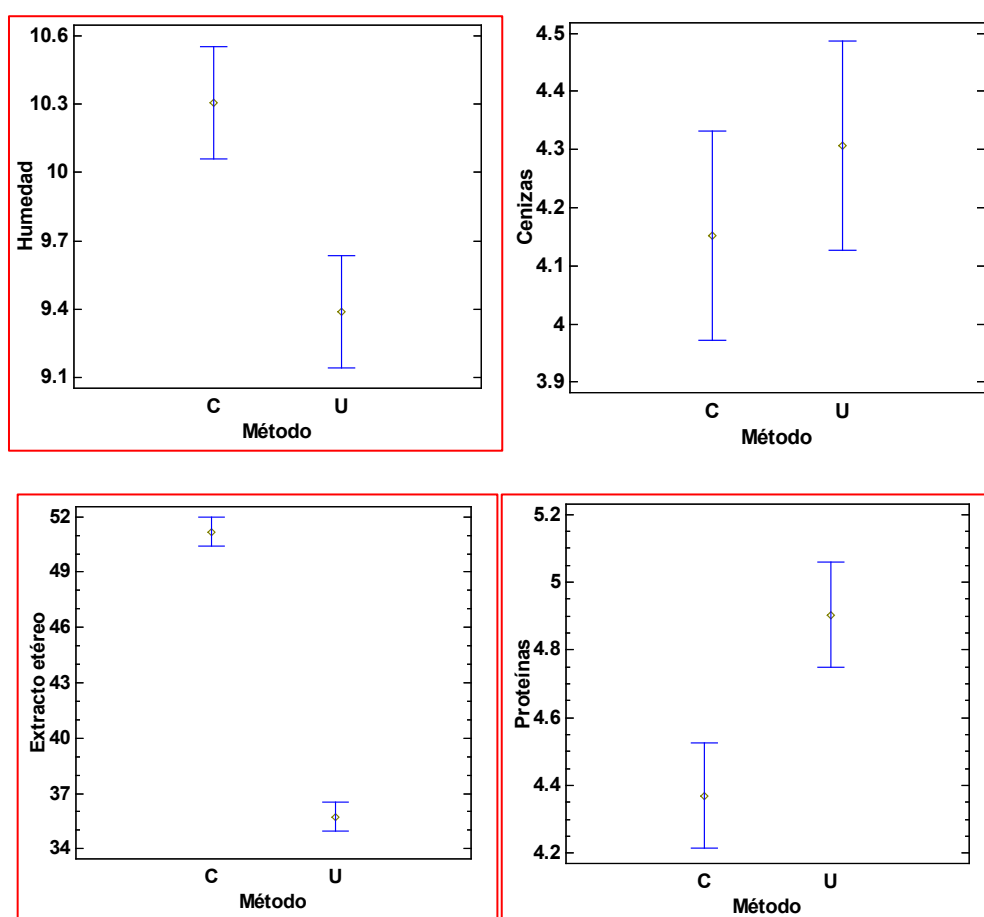 Humedad
10.6
10.3
10
9.7
9.4
9.1
C U
Método
Cenizas
4.5
4.4
4.3
4.2
4.1
4
3.9
C U
Método
Extracto etéreo
52
49
46
43
40
37
34
C U
Método
Proteínas
5.2
5
4.8
4.6
4.4
4.2
C U
Método